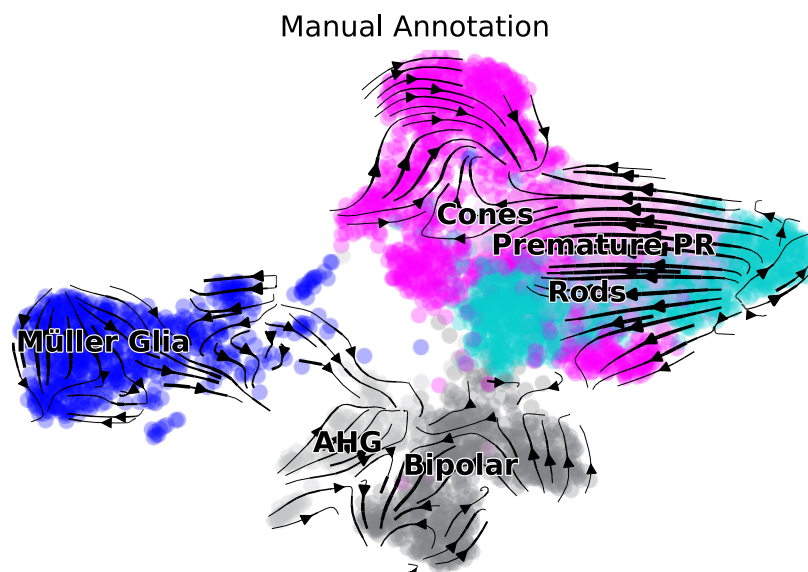 Manual Annotation
Cones
Premature PR
Rods
Müller Glia
AHG
Bipolar